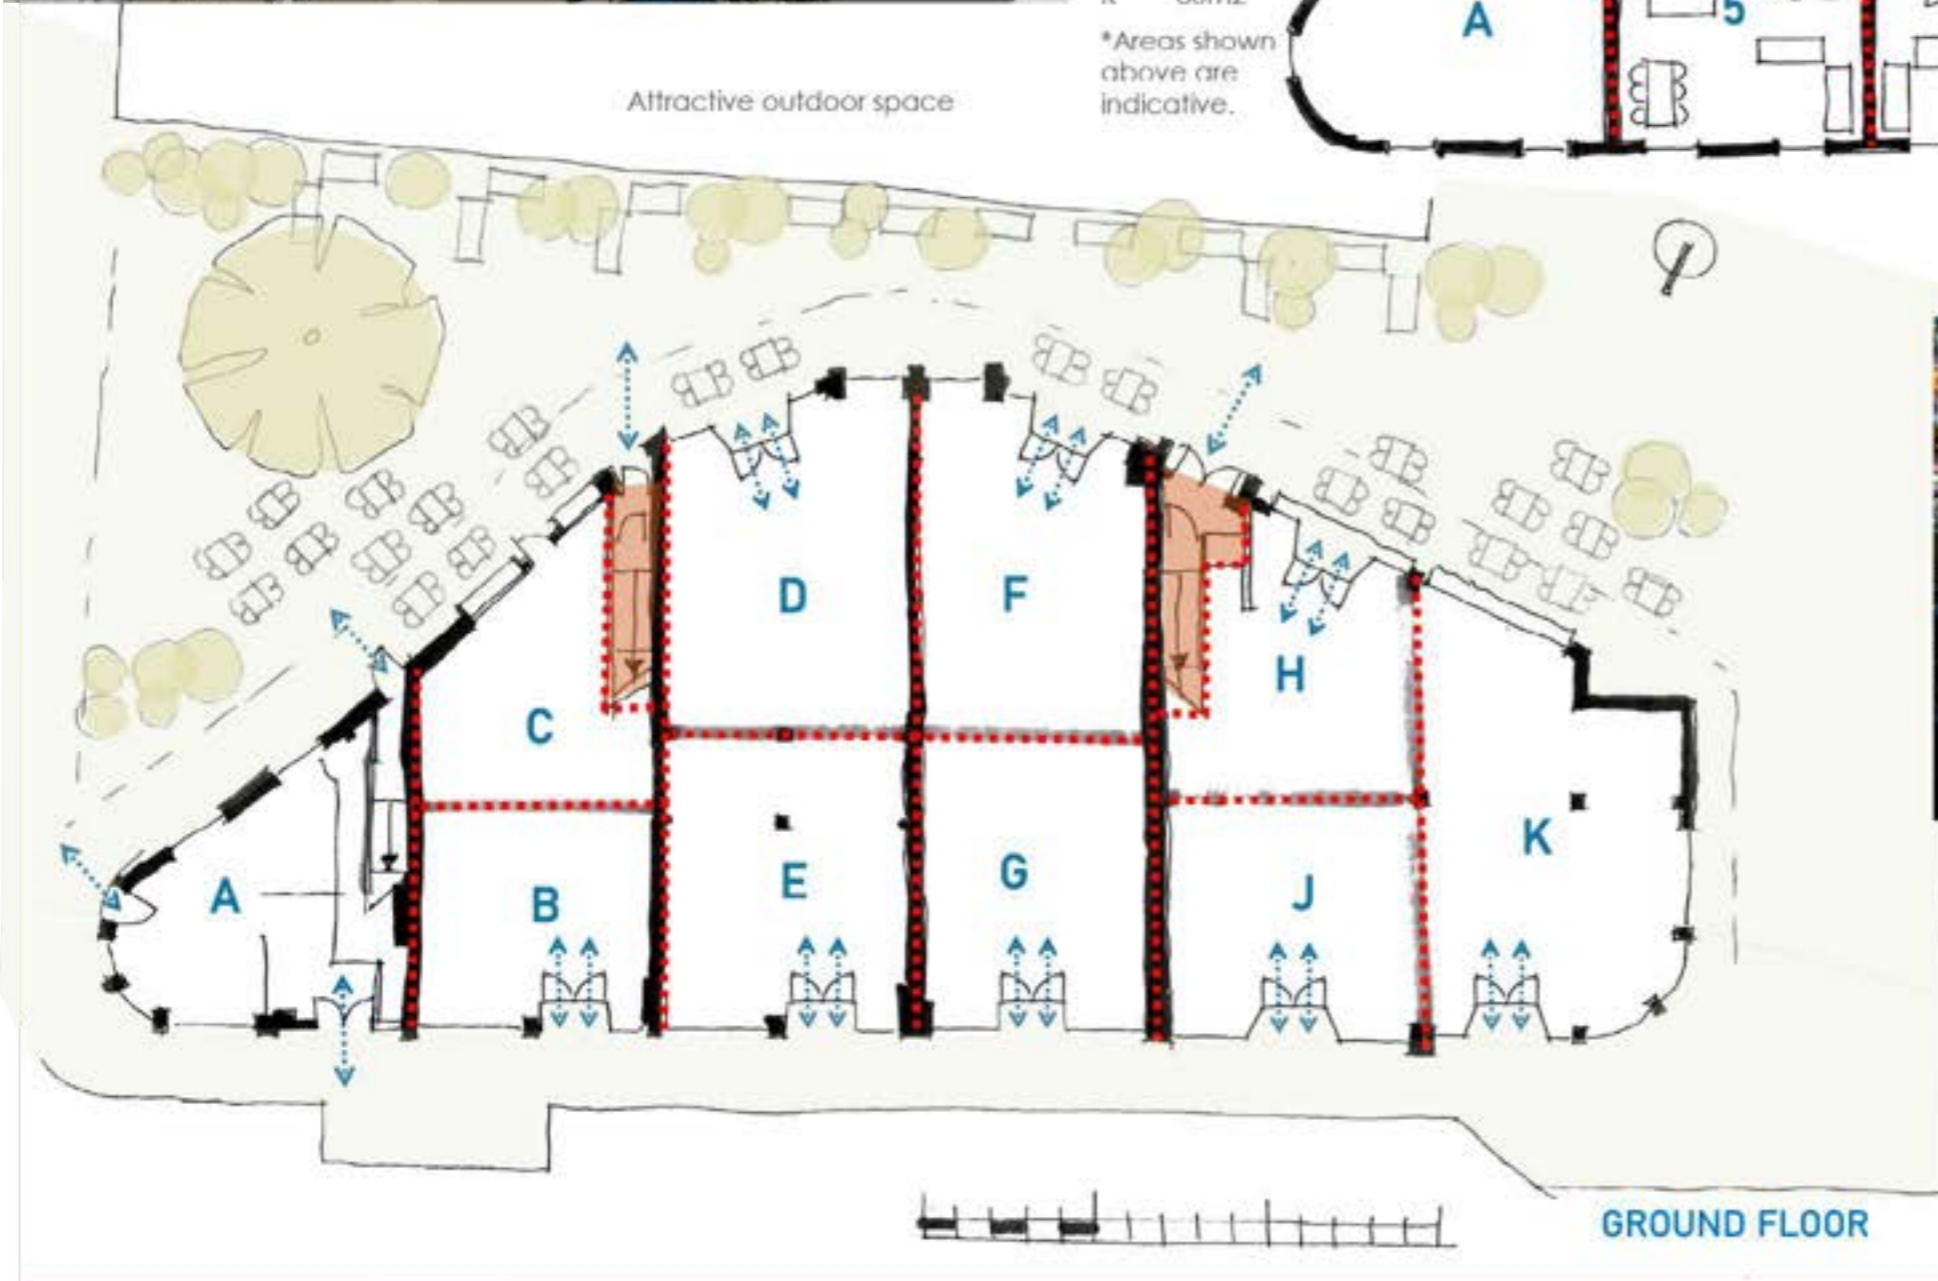 *Areas shown
above are
indicative.
Attractive outdoor space
A
5
D
F
H
C
K
A
B
E
G
J
GROUND FLOOR